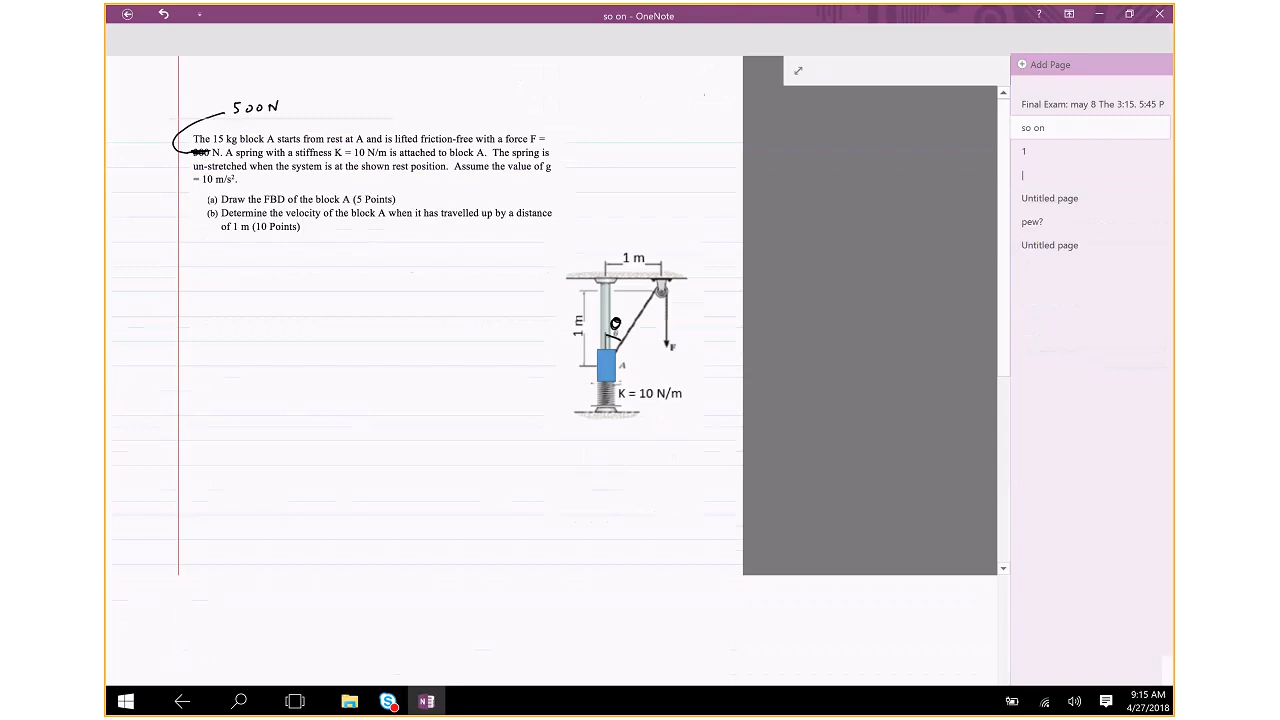 so on - OneNote
?
Add Page
Final Exam: may 8 The 3:15. 5:45 P
so on
1
Untitled page
pew?
Untitled page
500N
The 15 kg block A starts from rest at A and is lifted friction-free with a force F =
N. A spring with a stiffness K = 10 N/m is attached to block A. The spring is
un-stretched when the system is at the shown rest position. Assume the value of g
= 10 m/s².
(a) Draw the FBD of the block A (5 Points)
(b) Determine the velocity of the block A when it has travelled up by a distance
of 1 m (10 Points)
1 m
1 m
θ
F
A
K = 10 N/m
N
9:15 AM
4/27/2018